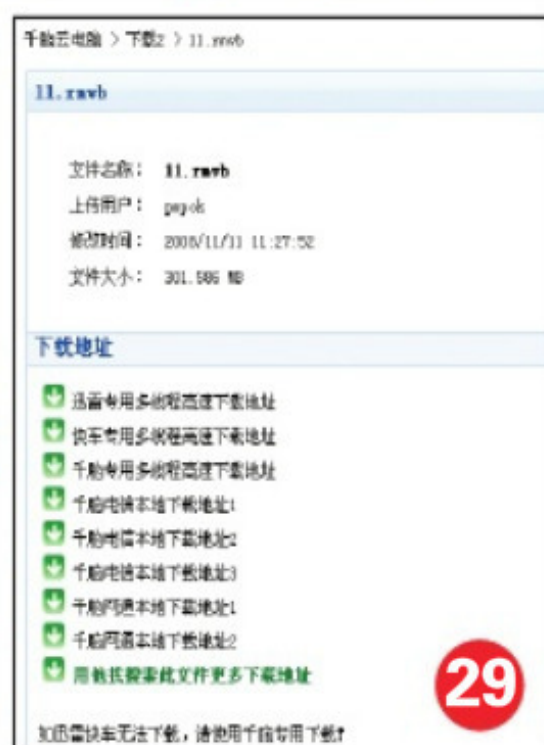 千脑云电脑 > 下载2 > 11.rmvb
11.rmvb
文件名称： 11.rmvb
上传用户： popok
修改时间： 2008/11/11 11:27:52
文件大小： 301.586 MB
下载地址
迅雷专用多线程高速下载地址
快车专用多线程高速下载地址
千脑专用多线程高速下载地址
千脑电信本地下载地址1
千脑电信本地下载地址2
千脑电信本地下载地址3
千脑网通本地下载地址1
千脑网通本地下载地址2
搜索此文件更多下载地址
如迅雷快车无法下载，请使用千脑专用下载
29